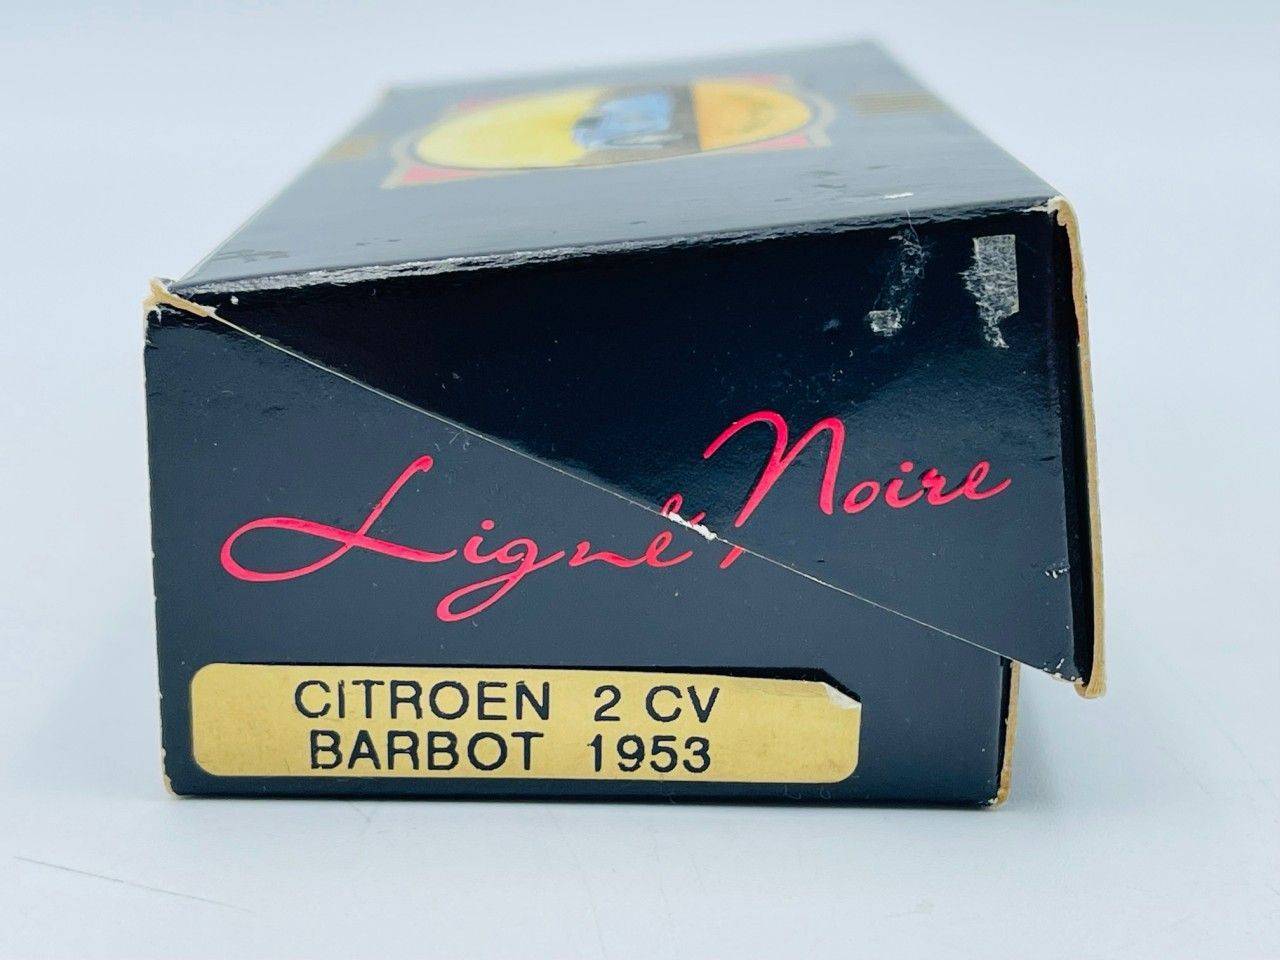 Ligne Noire
CITROEN 2 CV
BARBOT 1953